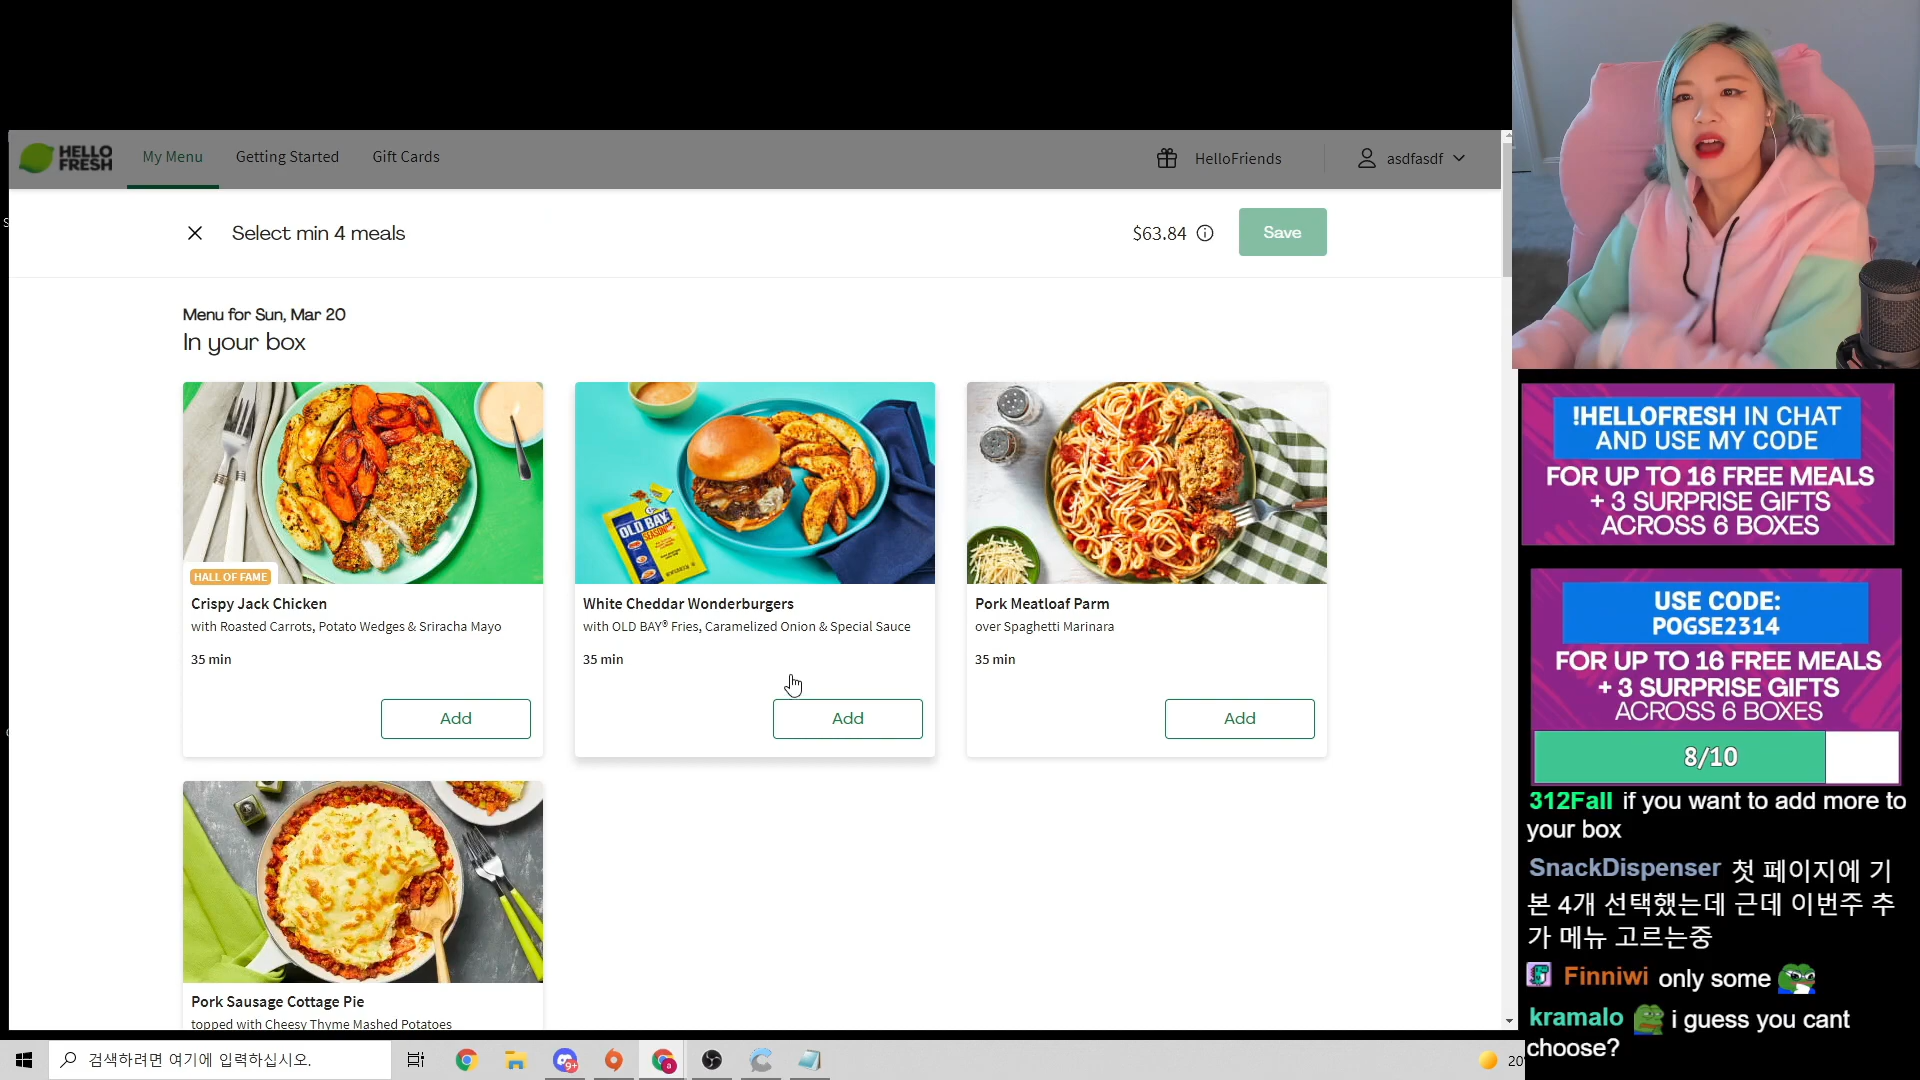 HELLO
FRESH
My Menu
Getting Started
Gift Cards
HelloFriends
asdfasdf
Select min 4 meals
$63.84
Save
Menu for Sun, Mar 20
In your box
OLD BAY
SEASONING
HALL OF FAME
Crispy Jack Chicken
with Roasted Carrots, Potato Wedges & Sriracha Mayo
35 min
Add
White Cheddar Wonderburgers
with OLD BAY® Fries, Caramelized Onion & Special Sauce
35 min
Add
Pork Meatloaf Parm
over Spaghetti Marinara
35 min
Add
Pork Sausage Cottage Pie
topped with Cheesy Thyme Mashed Potatoes
!HELLOFRESH IN CHAT
AND USE MY CODE
FOR UP TO 16 FREE MEALS
+ 3 SURPRISE GIFTS
ACROSS 6 BOXES
USE CODE:
POGSE2314
FOR UP TO 16 FREE MEALS
+ 3 SURPRISE GIFTS
ACROSS 6 BOXES
8/10
312Fall if you want to add more to
your box
SnackDispenser 첫 페이지에 기
본 4개 선택했는데 근데 이번주 추
가 메뉴 고르는중
Finniwi only some
kramalo i guess you cant
choose?
검색하려면 여기에 입력하십시오.
9+
a
20